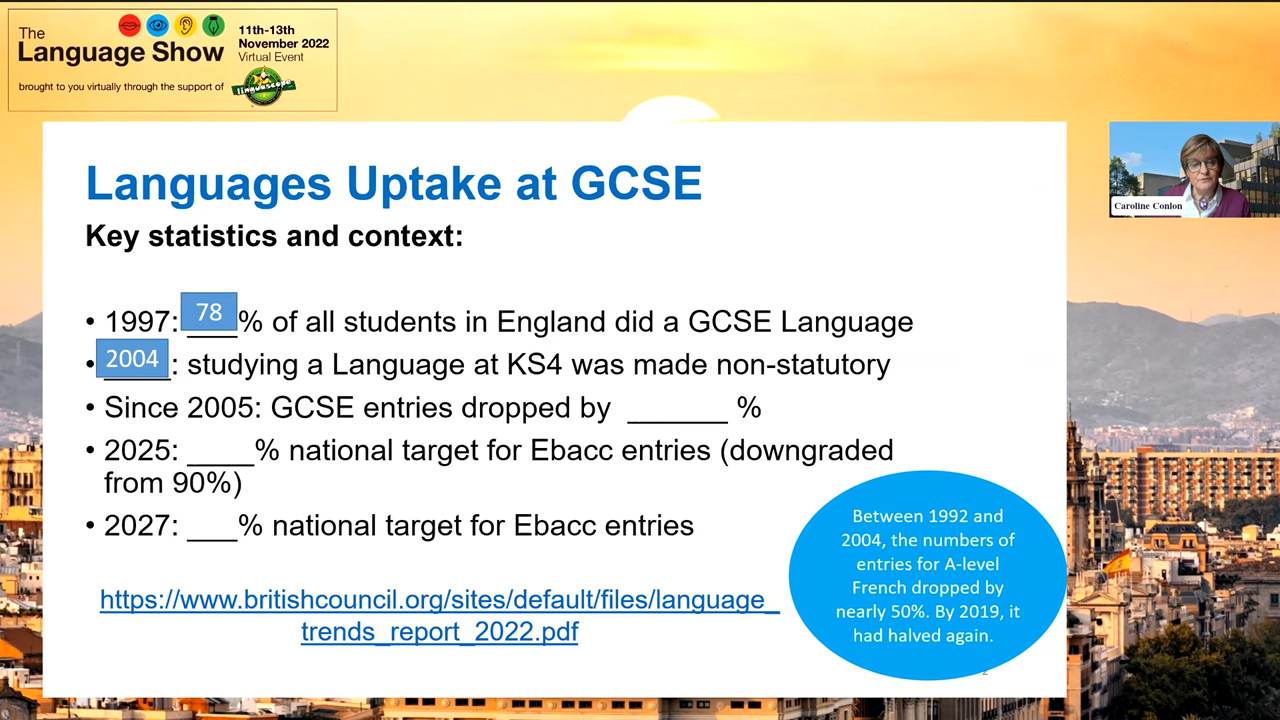 The
Language Show
11th-13th
November 2022
Virtual Event
brought to you virtually through the support of
linguascope
Caroline Conlon
Languages Uptake at GCSE
Key statistics and context:
• 1997: 78% of all students in England did a GCSE Language
• 2004: studying a Language at KS4 was made non-statutory
• Since 2005: GCSE entries dropped by ______ %
• 2025: ____% national target for Ebacc entries (downgraded
from 90%)
• 2027: ___% national target for Ebacc entries
https://www.britishcouncil.org/sites/default/files/language_
trends_report_2022.pdf
Between 1992 and
2004, the numbers of
entries for A-level
French dropped by
nearly 50%. By 2019, it
had halved again.